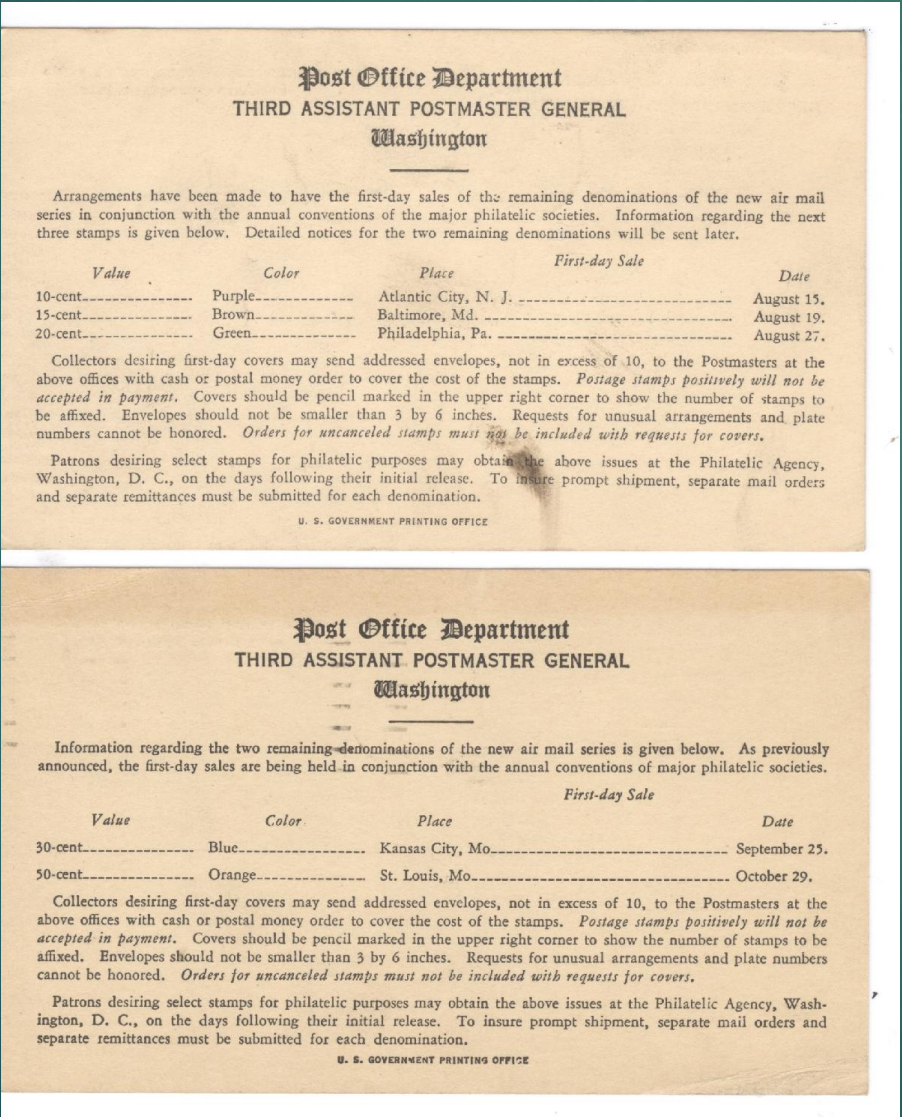 Post Office Department
THIRD ASSISTANT POSTMASTER GENERAL
Washington
Arrangements have been made to have the first-day sales of the remaining denominations of the new air mail
series in conjunction with the annual conventions of the major philatelic societies. Information regarding the next
three stamps is given below. Detailed notices for the two remaining denominations will be sent later.
First-day Sale
Value Color Place Date
10-cent Purple Atlantic City, N. J. August 15.
15-cent Brown Baltimore, Md. August 19.
20-cent Green Philadelphia, Pa. August 27.
Collectors desiring first-day covers may send addressed envelopes, not in excess of 10, to the Postmasters at the
above offices with cash or postal money order to cover the cost of the stamps. Postage stamps positively will not be
accepted in payment. Covers should be pencil marked in the upper right corner to show the number of stamps to
be affixed. Envelopes should not be smaller than 3 by 6 inches. Requests for unusual arrangements and plate
numbers cannot be honored. Orders for uncanceled stamps must not be included with requests for covers.
Patrons desiring select stamps for philatelic purposes may obtain the above issues at the Philatelic Agency,
Washington, D. C., on the days following their initial release. To insure prompt shipment, separate mail orders
and separate remittances must be submitted for each denomination.
U. S. GOVERNMENT PRINTING OFFICE
Post Office Department
THIRD ASSISTANT POSTMASTER GENERAL
Washington
Information regarding the two remaining denominations of the new air mail series is given below. As previously
announced, the first-day sales are being held in conjunction with the annual conventions of major philatelic societies.
First-day Sale
Value Color Place Date
30-cent Blue Kansas City, Mo. September 25.
50-cent Orange St. Louis, Mo. October 29.
Collectors desiring first-day covers may send addressed envelopes, not in excess of 10, to the Postmasters at the
above offices with cash or postal money order to cover the cost of the stamps. Postage stamps positively will not be
accepted in payment. Covers should be pencil marked in the upper right corner to show the number of stamps to be
affixed. Envelopes should not be smaller than 3 by 6 inches. Requests for unusual arrangements and plate numbers
cannot be honored. Orders for uncanceled stamps must not be included with requests for covers.
Patrons desiring select stamps for philatelic purposes may obtain the above issues at the Philatelic Agency, Wash-
ington, D. C., on the days following their initial release. To insure prompt shipment, separate mail orders and
separate remittances must be submitted for each denomination.
U. S. GOVERNMENT PRINTING OFFICE